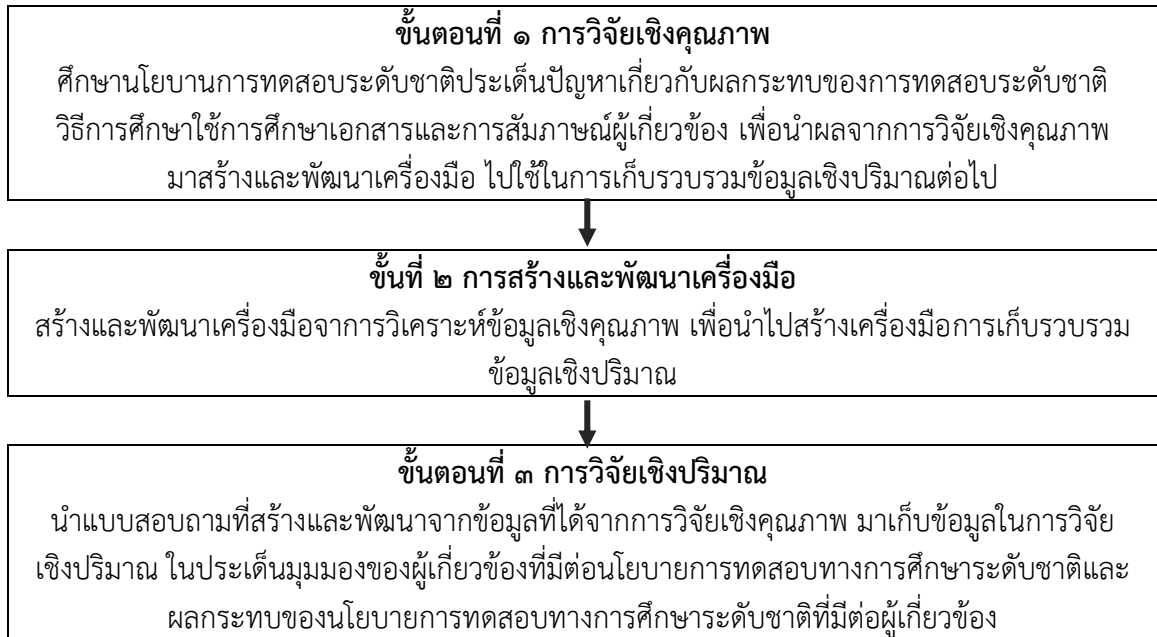 ขั้นตอนที่ ๑ การวิจัยเชิงคุณภาพ
ศึกษานโยบานการทดสอบระดับชาติประเด็นปัญหาเกี่ยวกับผลกระทบของการทดสอบระดับชาติ
วิธีการศึกษาใช้การศึกษาเอกสารและการสัมภาษณ์ผู้เกี่ยวข้อง เพื่อนำผลจากการวิจัยเชิงคุณภาพ
มาสร้างและพัฒนาเครื่องมือ ไปใช้ในการเก็บรวบรวมข้อมูลเชิงปริมาณต่อไป
ขั้นที่ ๒ การสร้างและพัฒนาเครื่องมือ
สร้างและพัฒนาเครื่องมือจาการวิเคราะห์ข้อมูลเชิงคุณภาพ เพื่อนำไปสร้างเครื่องมือการเก็บรวบรวม
ข้อมูลเชิงปริมาณ
ขั้นตอนที่ ๓ การวิจัยเชิงปริมาณ
นำแบบสอบถามที่สร้างและพัฒนาจากข้อมูลที่ได้จากการวิจัยเชิงคุณภาพ มาเก็บข้อมูลในการวิจัย
เชิงปริมาณ ในประเด็นมุมมองของผู้เกี่ยวข้องที่มีต่อนโยบายการทดสอบทางการศึกษาระดับชาติและ
ผลกระทบของนโยบายการทดสอบทางการศึกษาระดับชาติที่มีต่อผู้เกี่ยวข้อง